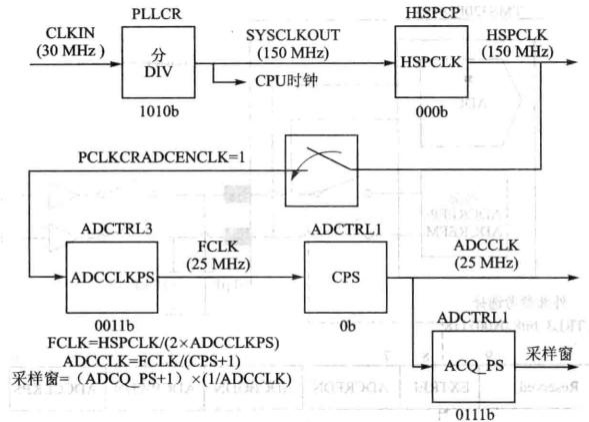 PLLCR
HISPCP
CLKIN
(30 MHz )
分
DIV
SYSCLKOUT
(150 MHz)
CPU时钟
HSPCLK
HSPCLK
(150 MHz)
1010b
000b
PCLKCRADCENCLK=1
ADCTRL3
ADCCLKPS
FCLK
(25 MHz)
ADCTRL1
CPS
ADCCLK
(25 MHz)
0011b
0b
FCLK=HSPCLK/(2×ADCCLKPS)
ADCCLK=FCLK/(CPS+1)
采样窗=（ADCQ_PS+1）×(1/ADCCLK)
ADCTRL1
ACQ_PS
采样窗
0111b
Reserved